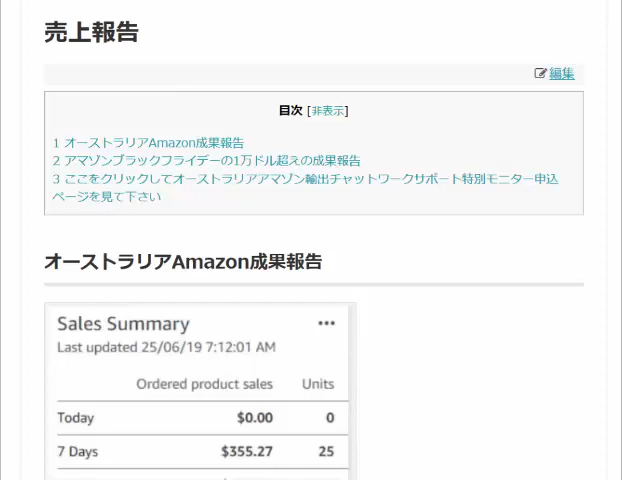 売上報告
編集
目次 [非表示]
1 オーストラリアAmazon成果報告
2 アマゾンブラックフライデーの1万ドル超えの成果報告
3 ここをクリックしてオーストラリアアマゾン輸出チャットワークサポート特別モニター申込
ページを見て下さい
オーストラリアAmazon成果報告
Sales Summary
Last updated 25/06/19 7:12:01 AM
Ordered product sales Units
Today $0.00 0
7 Days $355.27 25